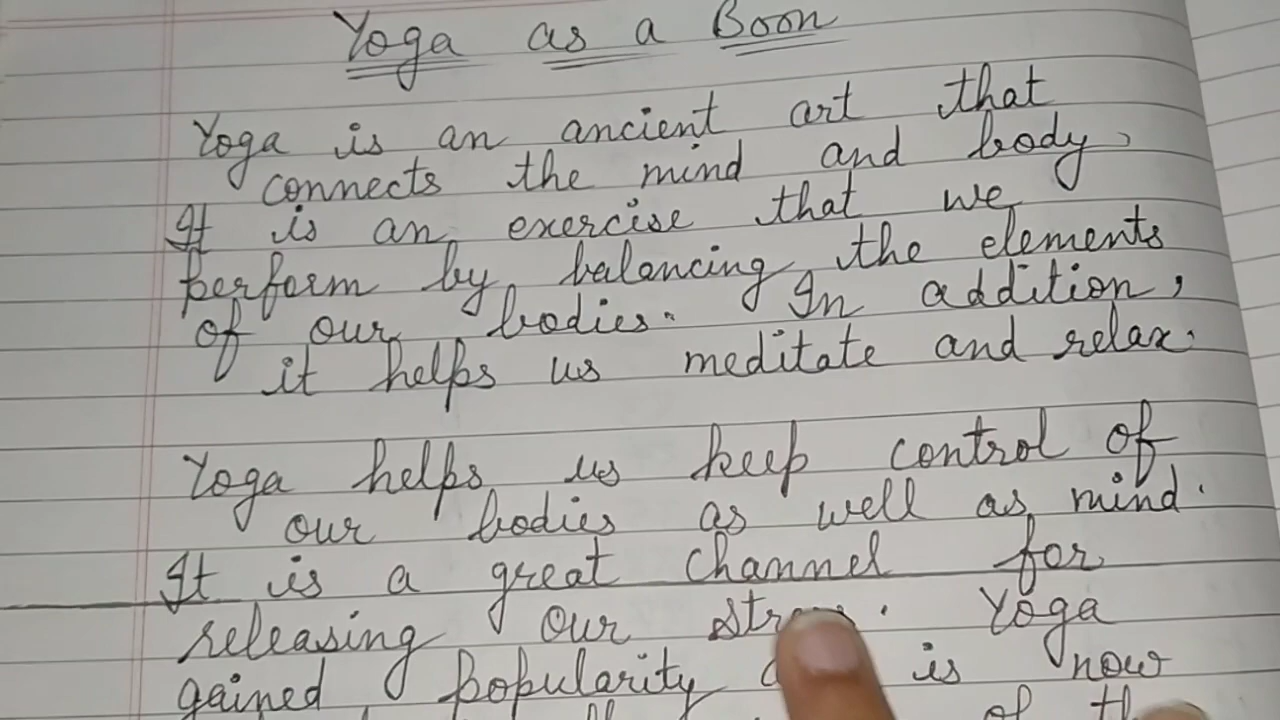 Yoga as a Boon
Yoga is an ancient art that
connects the mind and body,
It is an exercise that we
perform by balancing the elements
of our bodies. In addition,
it helps us meditate and relax.
Yoga helps us keep control of
our bodies as well as mind.
It is a great channel for
releasing our Yoga
gained popularity is now
of